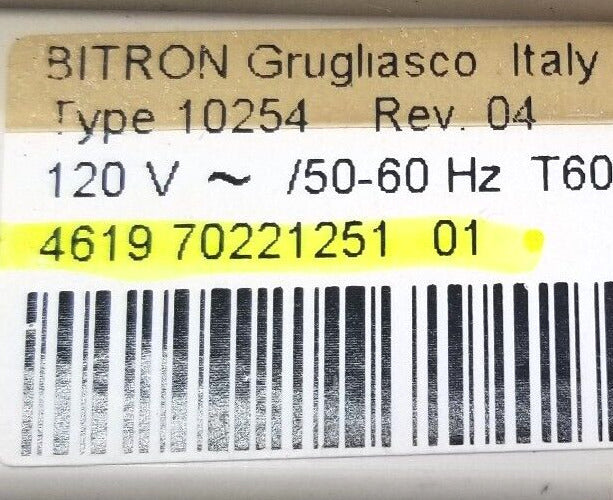 BITRON Grugliasco Italy
Type 10254 Rev. 04
120 V ~ /50-60 Hz T60
4619 70221251 01